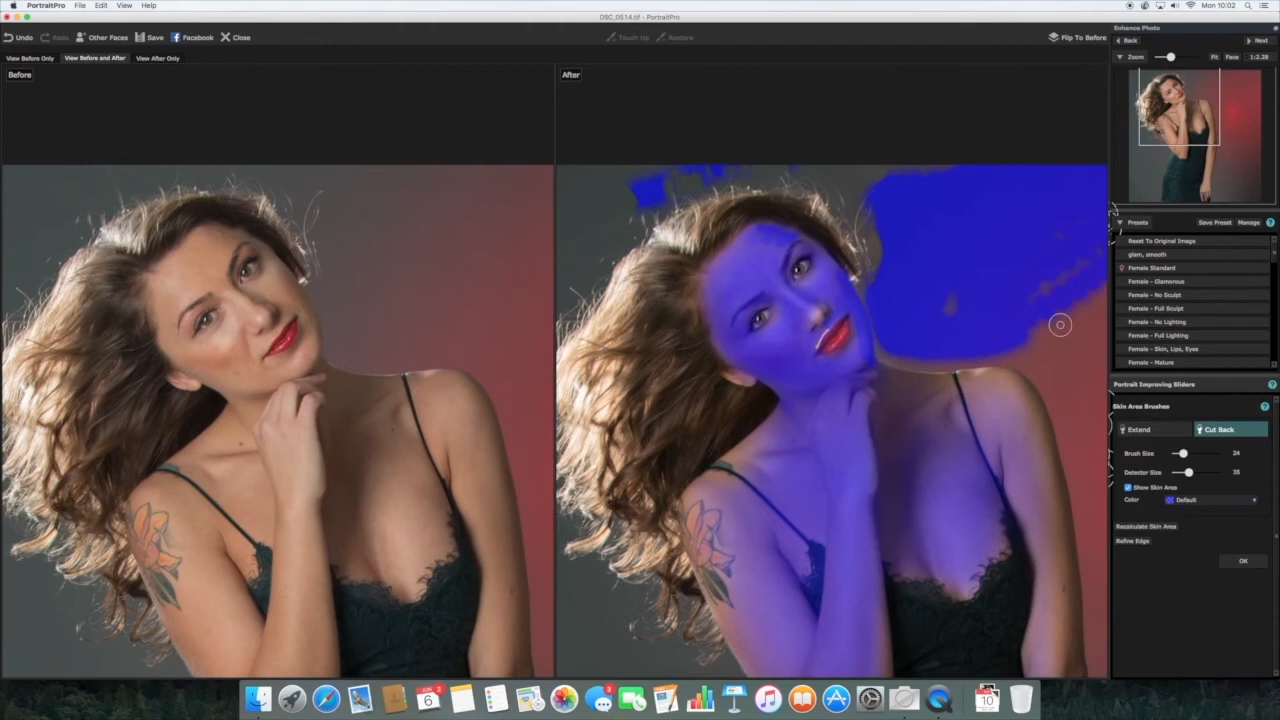 PortraitPro File Edit View Help Mon 10:02
DSC_0514.tif - PortraitPro
Undo Redo Other Faces Save Facebook Close Touch Up Restore Flip To Before
View Before Only View Before and After View After Only
Before
After
Enhance Photo
Back Next
Zoom Fit Face 1:2.28
Presets Save Preset Manage ?
Reset To Original Image
glam, smooth
Female Standard
Female - Glamorous
Female - No Sculpt
Female - Full Sculpt
Female - No Lighting
Female - Full Lighting
Female - Skin, Lips, Eyes
Female - Mature
Portrait Improving Sliders ?
Skin Area Brushes ?
Extend Cut Back
Brush Size 24
Detector Size 35
Show Skin Area
Color Default
Recalculate Skin Area
Refine Edge
OK
6 2 3 10